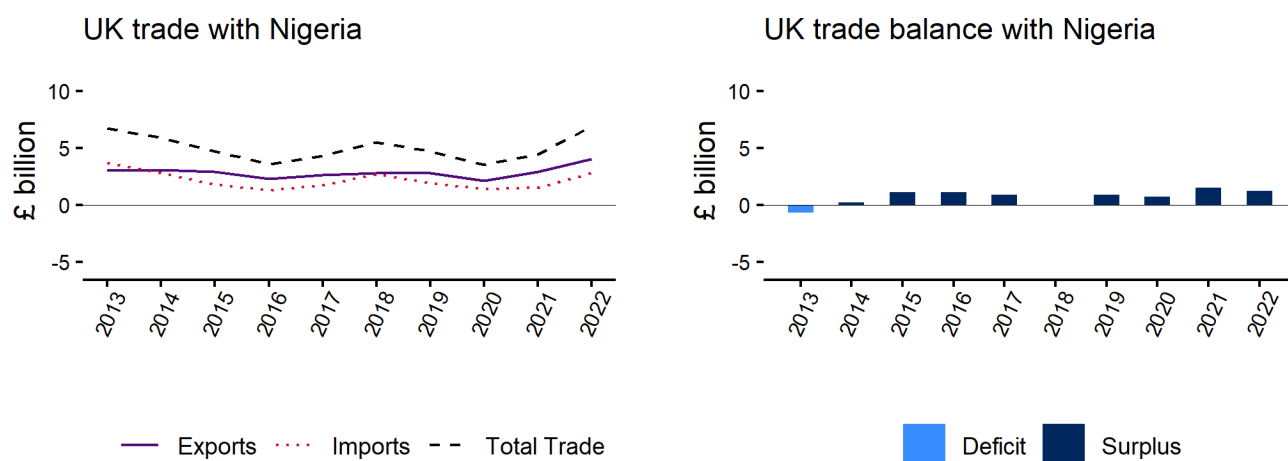 UK trade with Nigeria
£ billion
10
5
0
-5
2013 2014 2015 2016 2017 2018 2019 2020 2021 2022
Exports Imports Total Trade
UK trade balance with Nigeria
£ billion
10
5
0
-5
2013 2014 2015 2016 2017 2018 2019 2020 2021 2022
Deficit Surplus